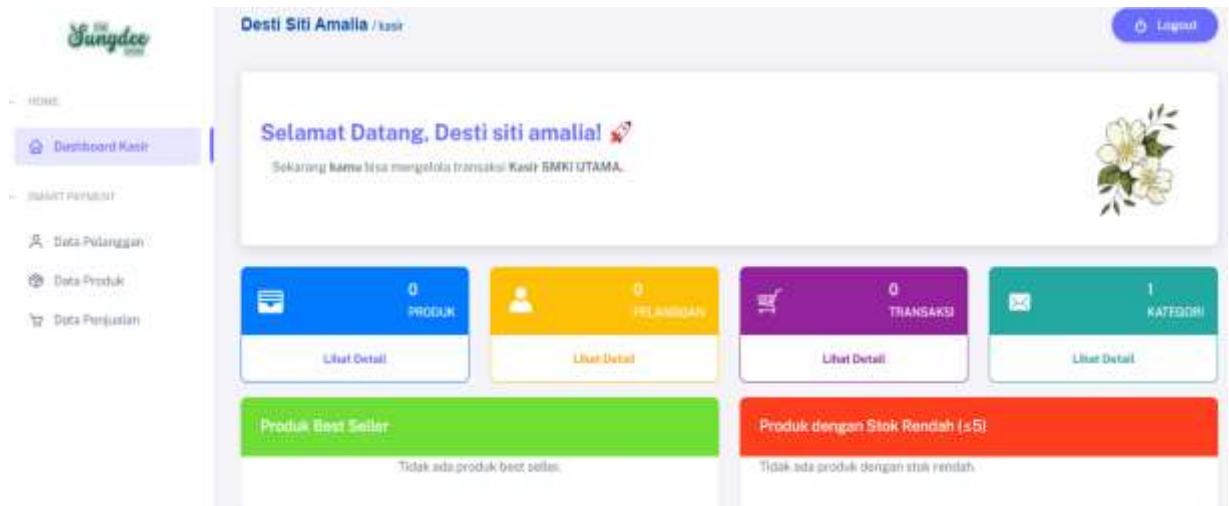 Sungdee
HOME
Dashboard Kasir
SMART PAYMENT
Data Pelanggan
Data Produk
Data Penjualan
Desti Siti Amalia / kasir
Logout
Selamat Datang, Desti siti amalia! 🚀
Sekarang kamu bisa mengelola transaksi Kasir SMKI UTAMA.
0
PRODUK
Lihat Detail
0
PELANGGAN
Lihat Detail
0
TRANSAKSI
Lihat Detail
1
KATEGORI
Lihat Detail
Produk Best Seller
Tidak ada produk best seller.
Produk dengan Stok Rendah (≤5)
Tidak ada produk dengan stok rendah.